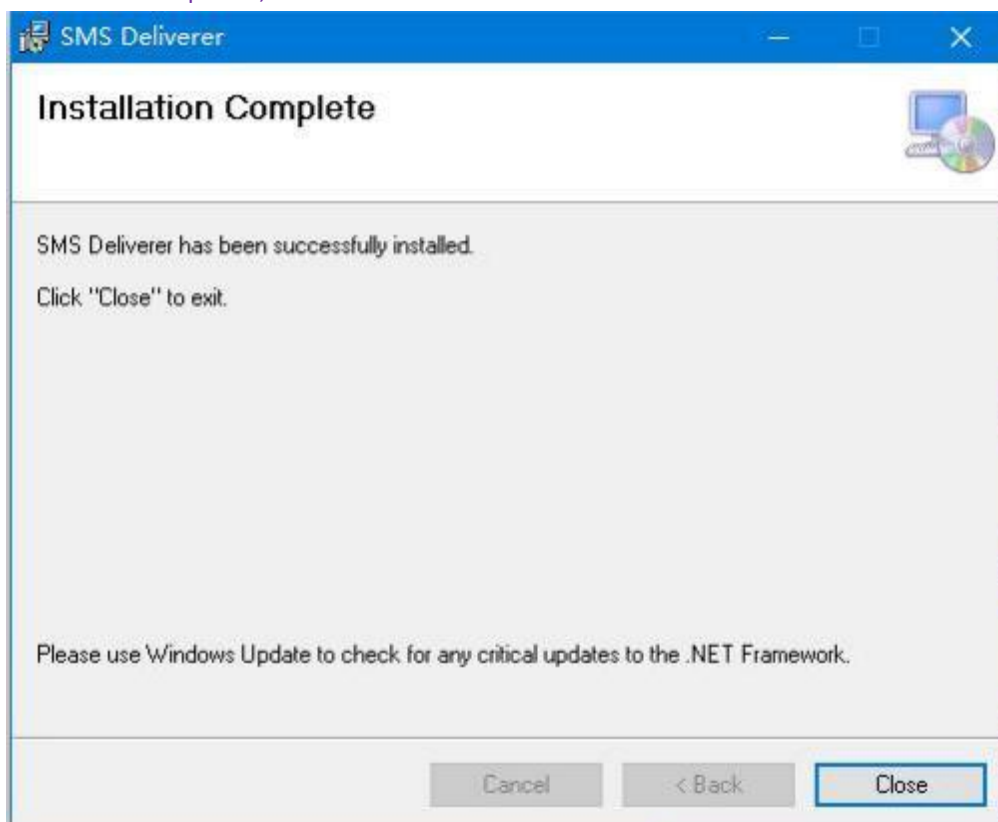 SMS Deliverer
Installation Complete
SMS Deliverer has been successfully installed.
Click "Close" to exit.
Please use Windows Update to check for any critical updates to the .NET Framework.
Cancel
< Back
Close